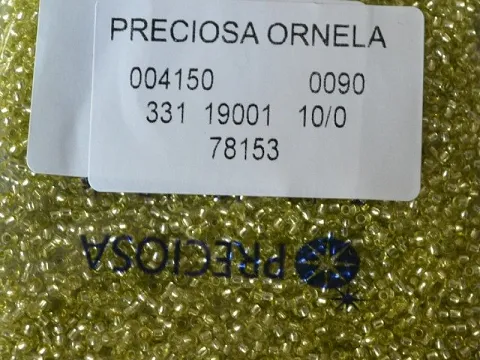 PRECIOSA ORNELA
004150 0090
331 19001 10/0
78153
PRECIOSA